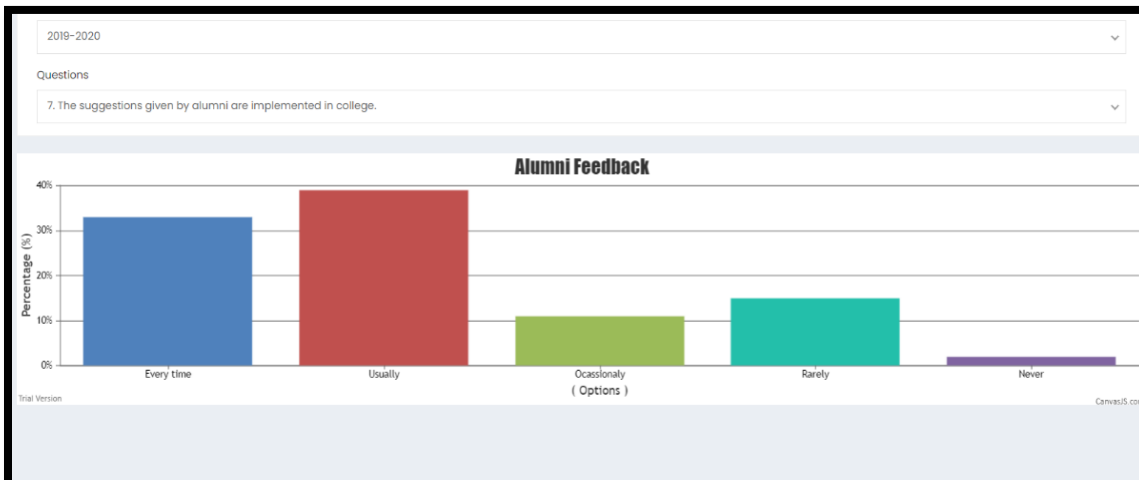 2019-2020
Questions
7. The suggestions given by alumni are implemented in college.
Alumni Feedback
Percentage (%)
40%
30%
20%
10%
0%
Every time
Usually
Ocassionaly
Rarely
Never
( Options )
Trial Version
CanvasJS.co